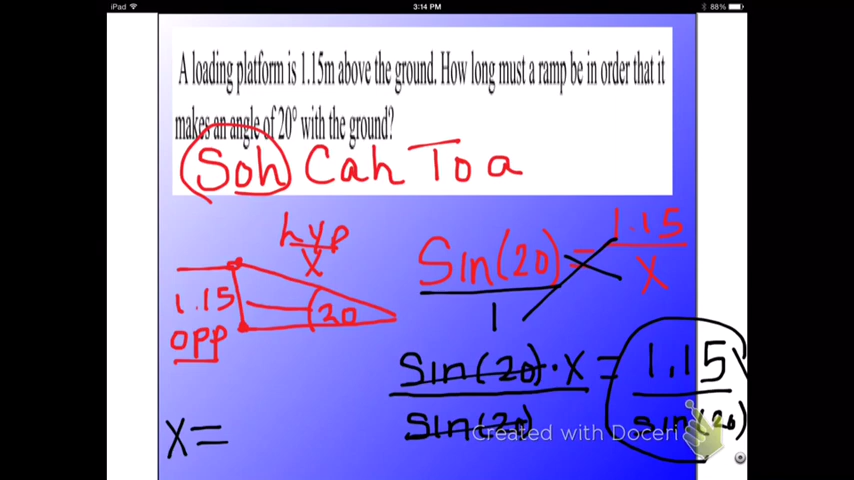 iPad 3:14 PM 88%
A loading platform is 1.15m above the ground. How long must a ramp be in order that it
makes an angle of 20° with the ground?
Soh Cah Toa
hyp
x
1.15
20
opp
Sin(20) = 1.15
1 x
Sin(20) · x = 1.15
Sin(20) sin(20)
x =
Created with Doceri